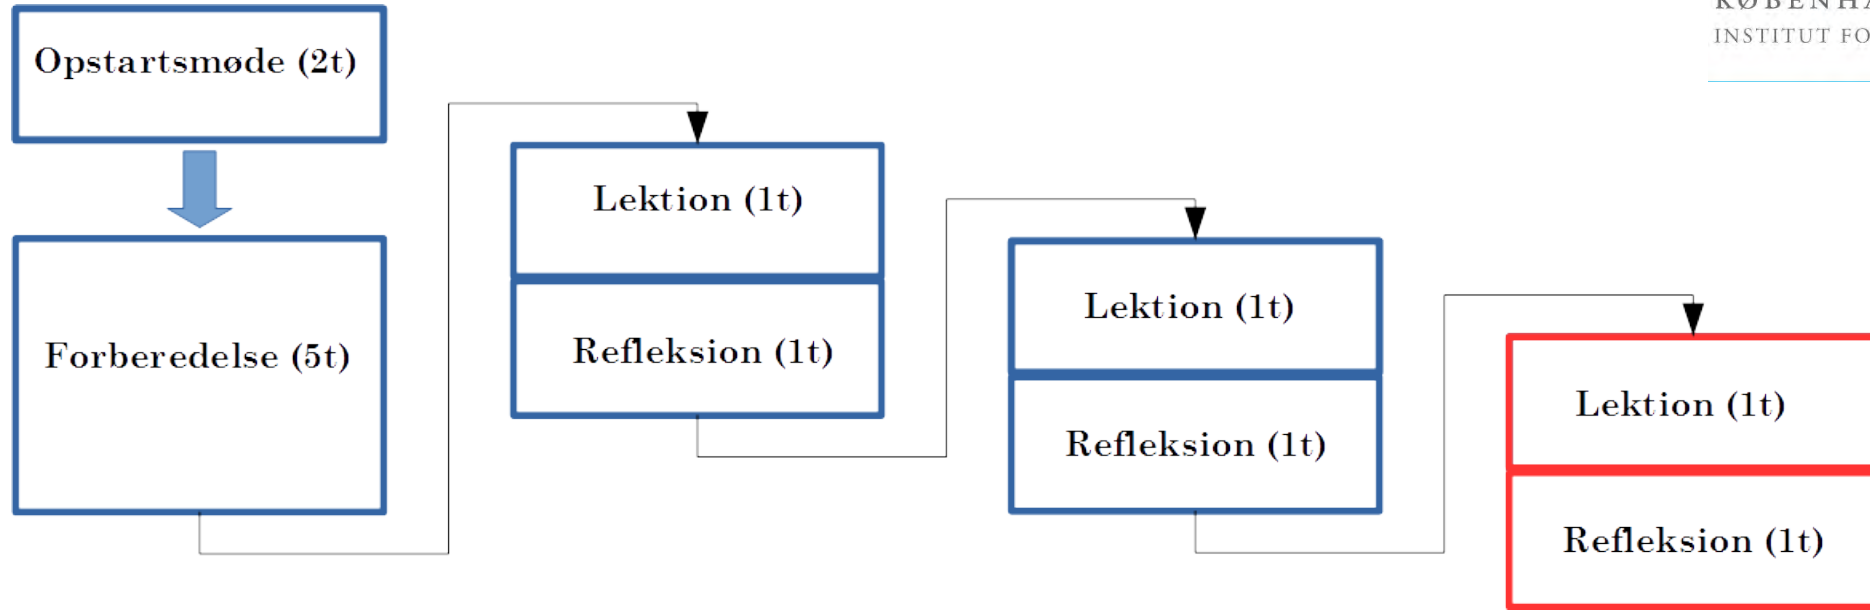 INSTITUT FO
Opstartsmøde (2t)
Forberedelse (5t)
Lektion (1t)
Refleksion (1t)
Lektion (1t)
Refleksion (1t)
Lektion (1t)
Refleksion (1t)